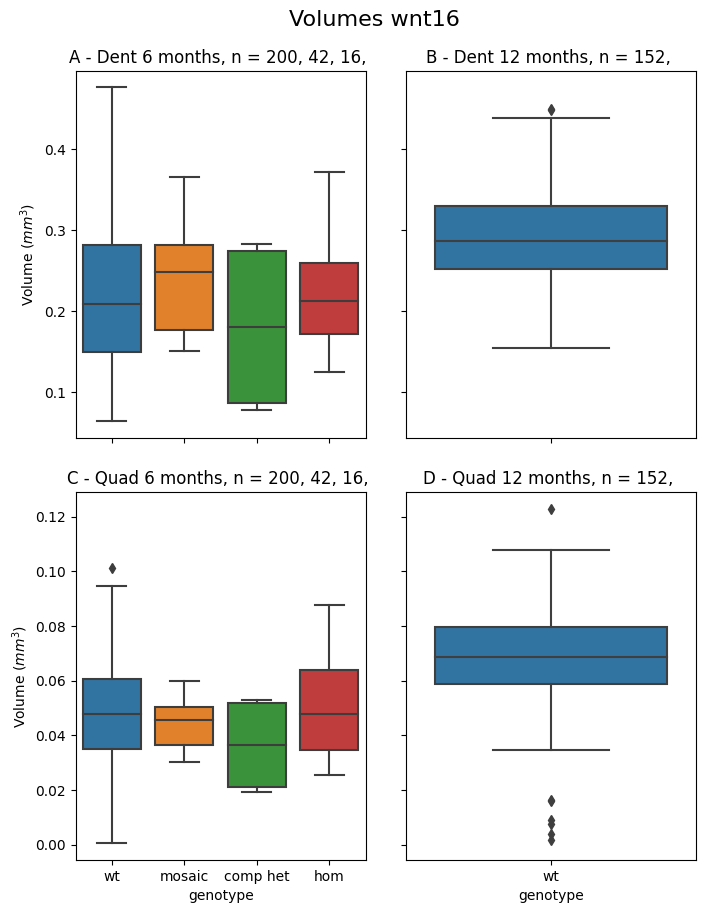 Volumes wnt16
A - Dent 6 months, n = 200, 42, 16,
B - Dent 12 months, n = 152,
Volume (mm³)
0.4
0.3
0.2
0.1
C - Quad 6 months, n = 200, 42, 16,
D - Quad 12 months, n = 152,
Volume (mm³)
0.12
0.10
0.08
0.06
0.04
0.02
0.00
wt mosaic comp het hom
genotype
wt
genotype